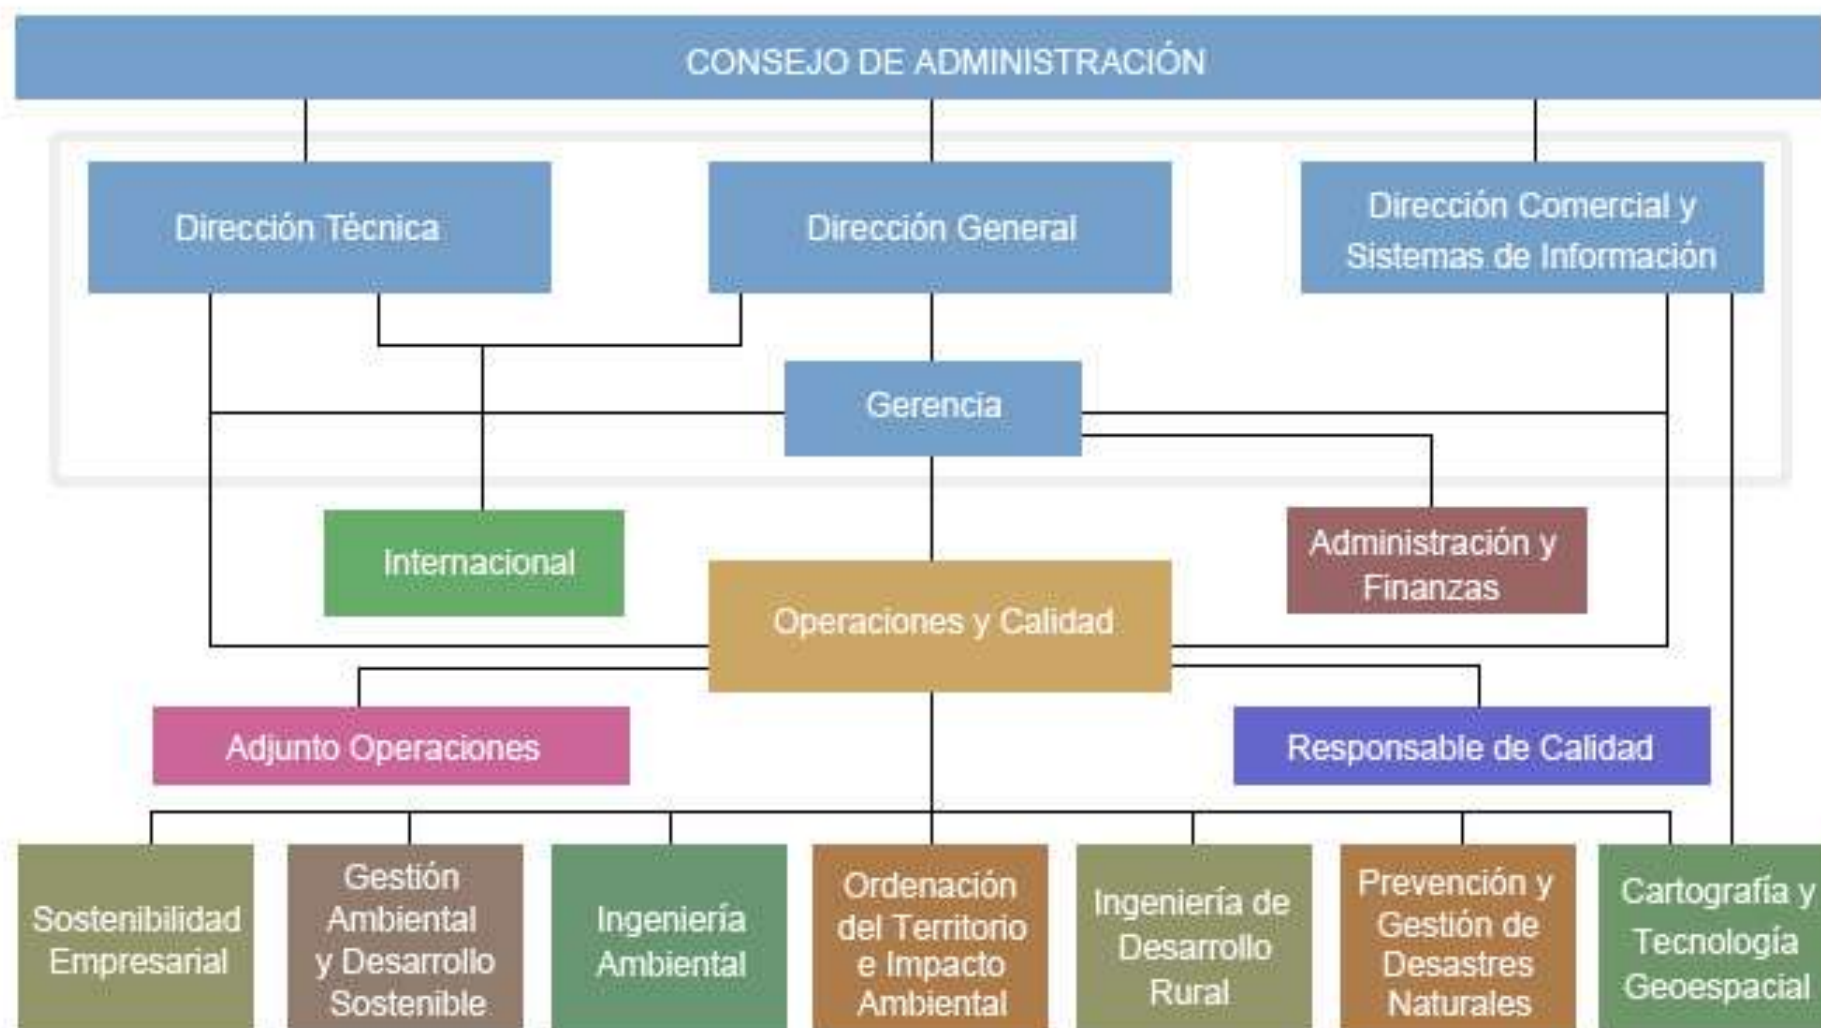 CONSEJO DE ADMINISTRACIÓN
Dirección Técnica
Dirección General
Dirección Comercial y
Sistemas de Información
Gerencia
Internacional
Administración y
Finanzas
Operaciones y Calidad
Adjunto Operaciones
Responsable de Calidad
Sostenibilidad
Empresarial
Gestión
Ambiental
y Desarrollo
Sostenible
Ingeniería
Ambiental
Ordenación
del Territorio
e Impacto
Ambiental
Ingeniería de
Desarrollo
Rural
Prevención y
Gestión de
Desastres
Naturales
Cartografía y
Tecnología
Geoespacial